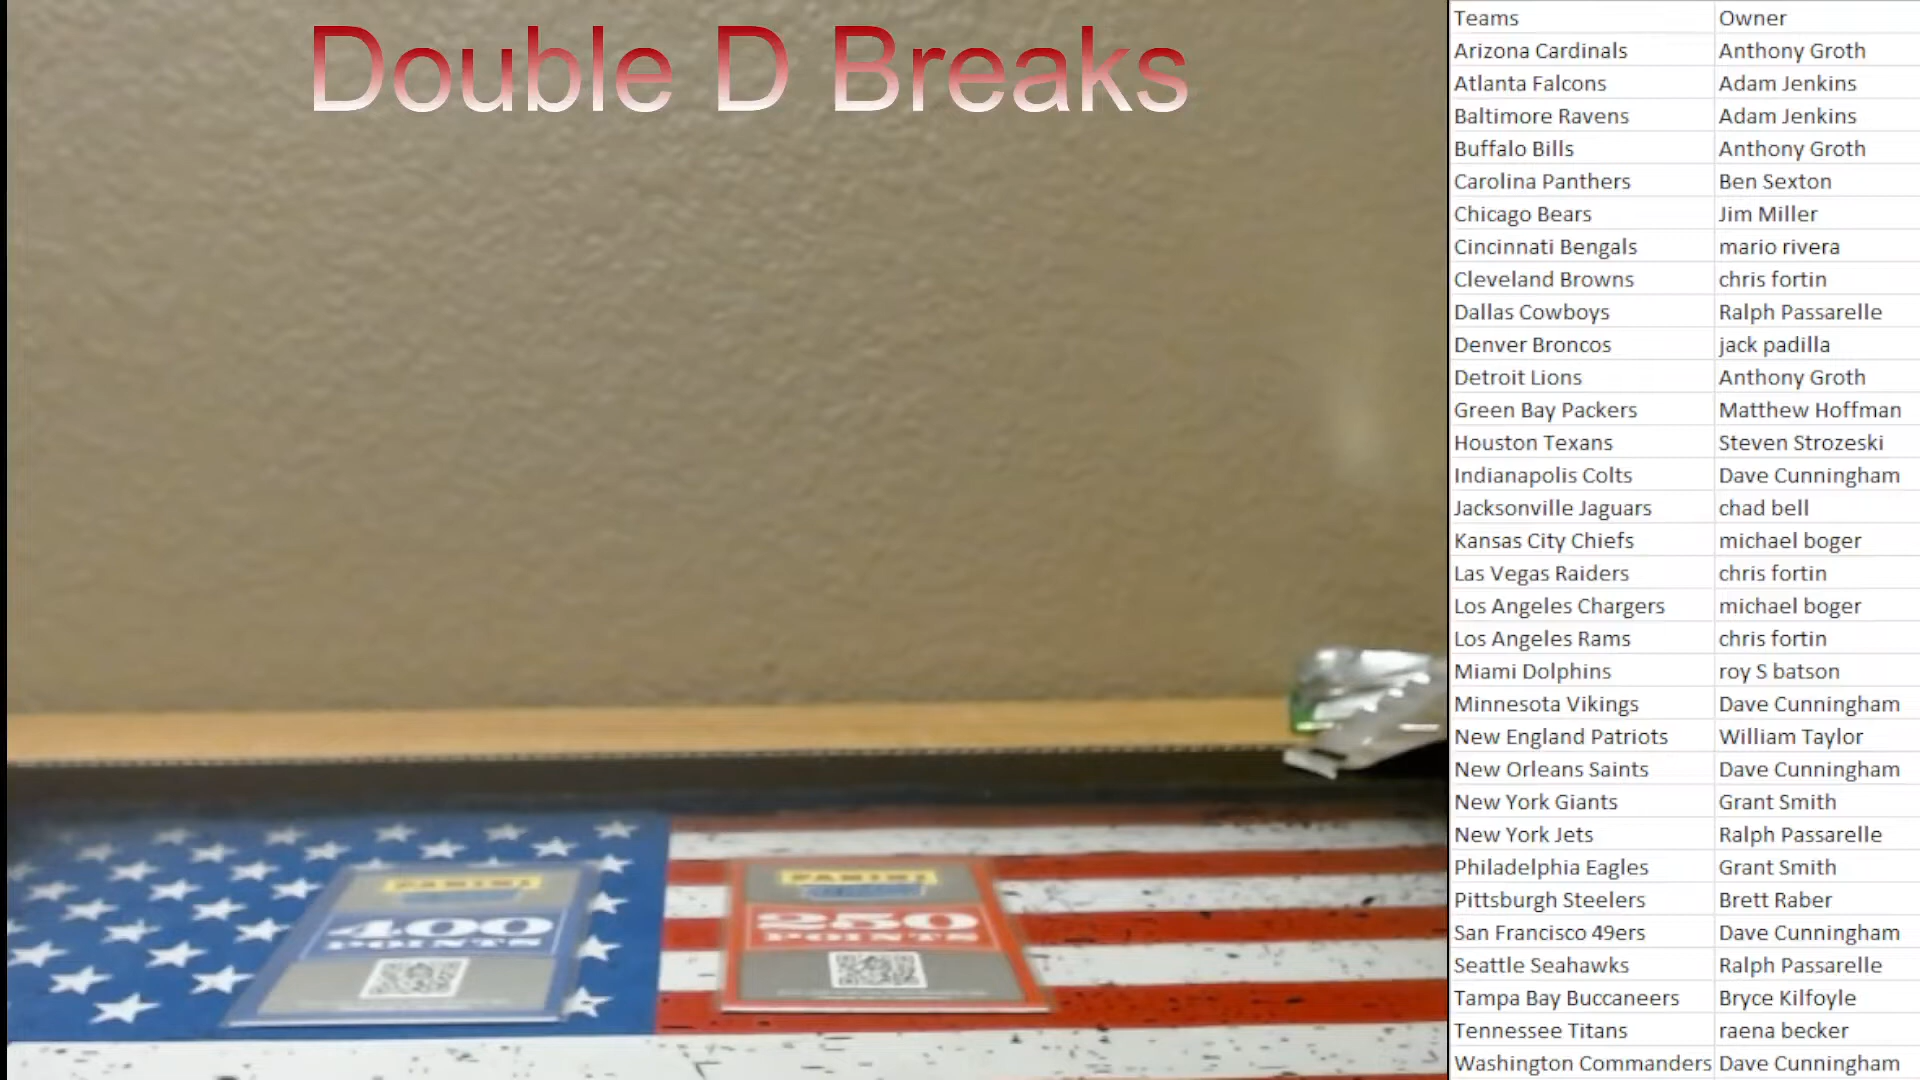 Double D Breaks
Teams Owner
Arizona Cardinals Anthony Groth
Atlanta Falcons Adam Jenkins
Baltimore Ravens Adam Jenkins
Buffalo Bills Anthony Groth
Carolina Panthers Ben Sexton
Chicago Bears Jim Miller
Cincinnati Bengals mario rivera
Cleveland Browns chris fortin
Dallas Cowboys Ralph Passarelle
Denver Broncos jack padilla
Detroit Lions Anthony Groth
Green Bay Packers Matthew Hoffman
Houston Texans Steven Strozeski
Indianapolis Colts Dave Cunningham
Jacksonville Jaguars chad bell
Kansas City Chiefs michael boger
Las Vegas Raiders chris fortin
Los Angeles Chargers michael boger
Los Angeles Rams chris fortin
Miami Dolphins roy S batson
Minnesota Vikings Dave Cunningham
New England Patriots William Taylor
New Orleans Saints Dave Cunningham
New York Giants Grant Smith
New York Jets Ralph Passarelle
Philadelphia Eagles Grant Smith
Pittsburgh Steelers Brett Raber
San Francisco 49ers Dave Cunningham
Seattle Seahawks Ralph Passarelle
Tampa Bay Buccaneers Bryce Kilfoyle
Tennessee Titans raena becker
Washington Commanders Dave Cunningham
PANINI
400
POINTS
PANINI
250
POINTS